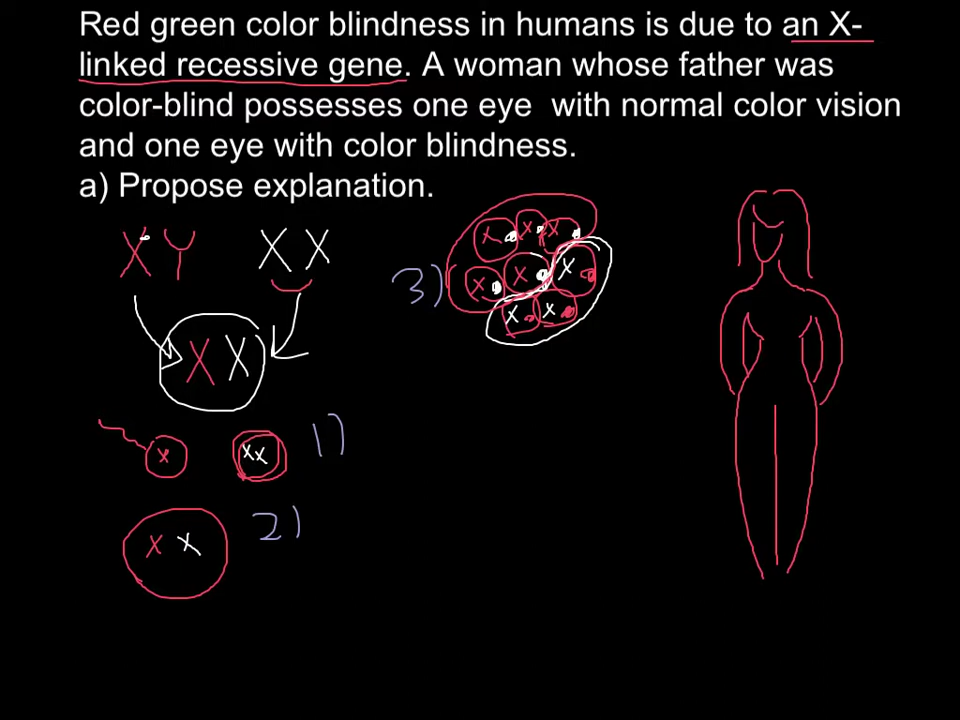 Red green color blindness in humans is due to an X-
linked recessive gene. A woman whose father was
color-blind possesses one eye  with normal color vision
and one eye with color blindness.
a) Propose explanation.
X Y X X
3) X X X
X X X
X X
X X
X XX 1)
X X 2)